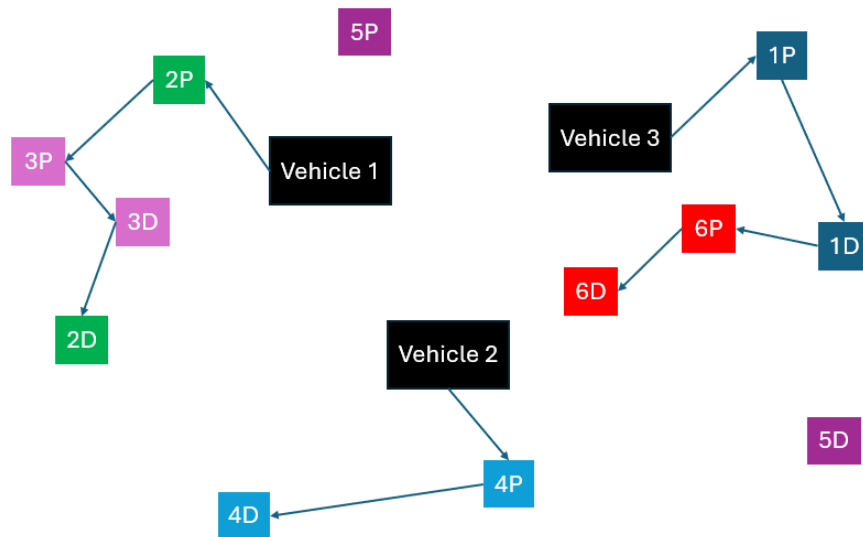 5P
2P
1P
Vehicle 3
3P
Vehicle 1
3D
6P
1D
6D
2D
Vehicle 2
5D
4P
4D